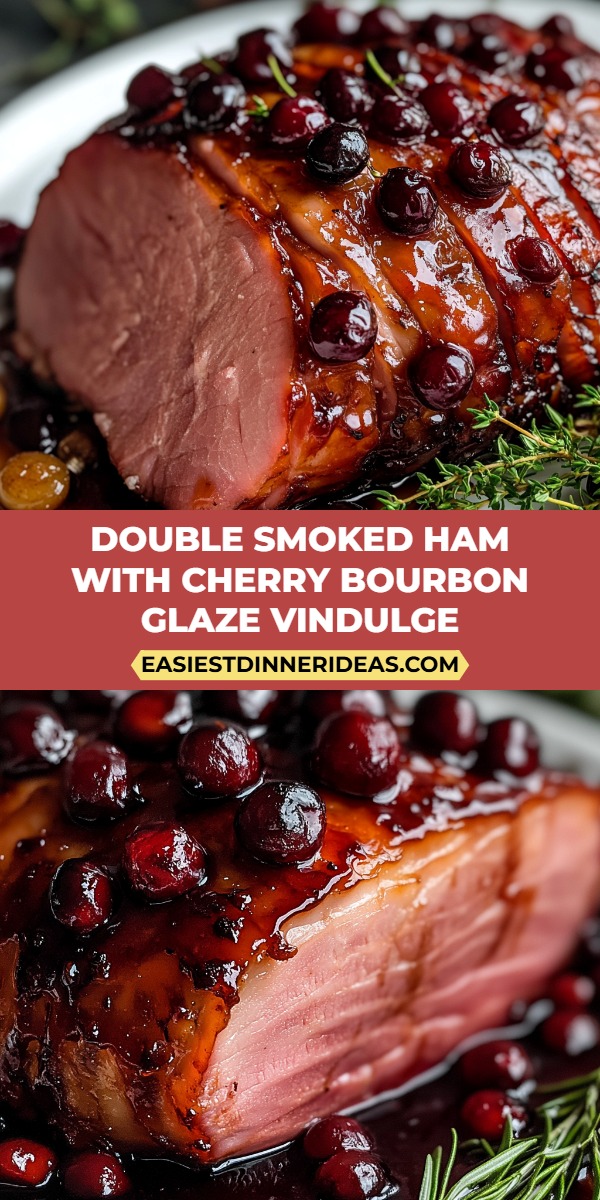 DOUBLE SMOKED HAM
WITH CHERRY BOURBON
GLAZE VINDULGE
EASIESTDINNERIDEAS.COM